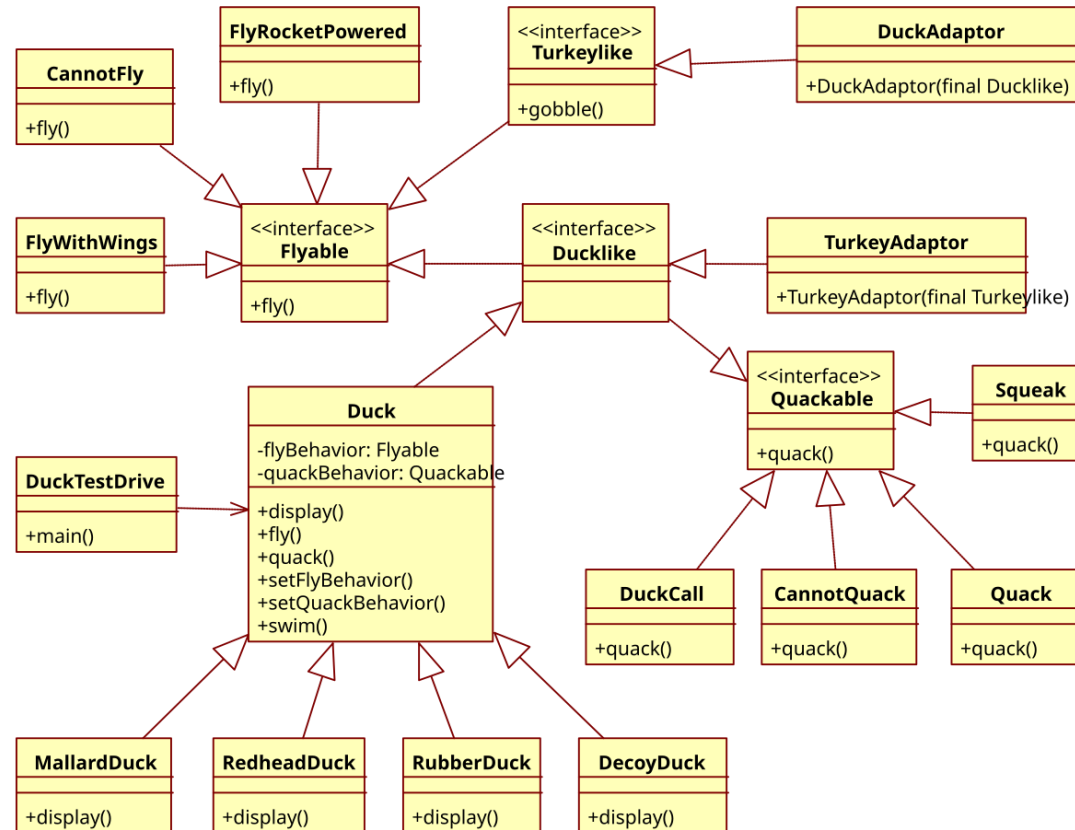 FlyRocketPowered
+fly()
<<interface>>
Turkeylike
+gobble()
DuckAdaptor
+DuckAdaptor(final Ducklike)
CannotFly
+fly()
FlyWithWings
+fly()
<<interface>>
Flyable
+fly()
<<interface>>
Ducklike
TurkeyAdaptor
+TurkeyAdaptor(final Turkeylike)
<<interface>>
Quackable
+quack()
Squeak
+quack()
Duck
-flyBehavior: Flyable
-quackBehavior: Quackable
+display()
+fly()
+quack()
+setFlyBehavior()
+setQuackBehavior()
+swim()
DuckTestDrive
+main()
DuckCall
+quack()
CannotQuack
+quack()
Quack
+quack()
MallardDuck
+display()
RedheadDuck
+display()
RubberDuck
+display()
DecoyDuck
+display()